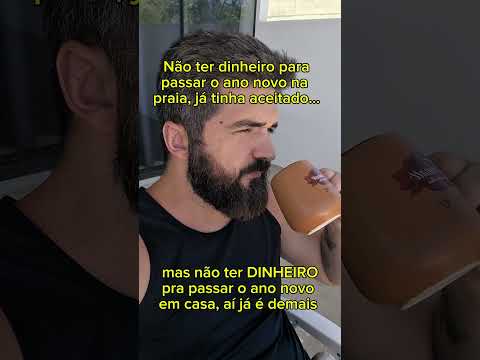 Não ter dinheiro para
passar o ano novo na
praia, já tinha aceitado...
mas não ter DINHEIRO
pra passar o ano novo
em casa, aí já é demais